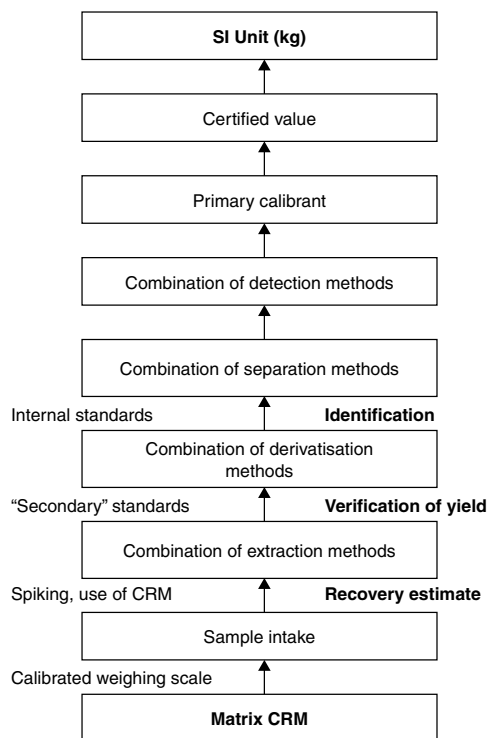 SI Unit (kg)
Certified value
Primary calibrant
Combination of detection methods
Combination of separation methods
Internal standards
Identification
Combination of derivatisation
methods
“Secondary” standards
Verification of yield
Combination of extraction methods
Spiking, use of CRM
Recovery estimate
Sample intake
Calibrated weighing scale
Matrix CRM